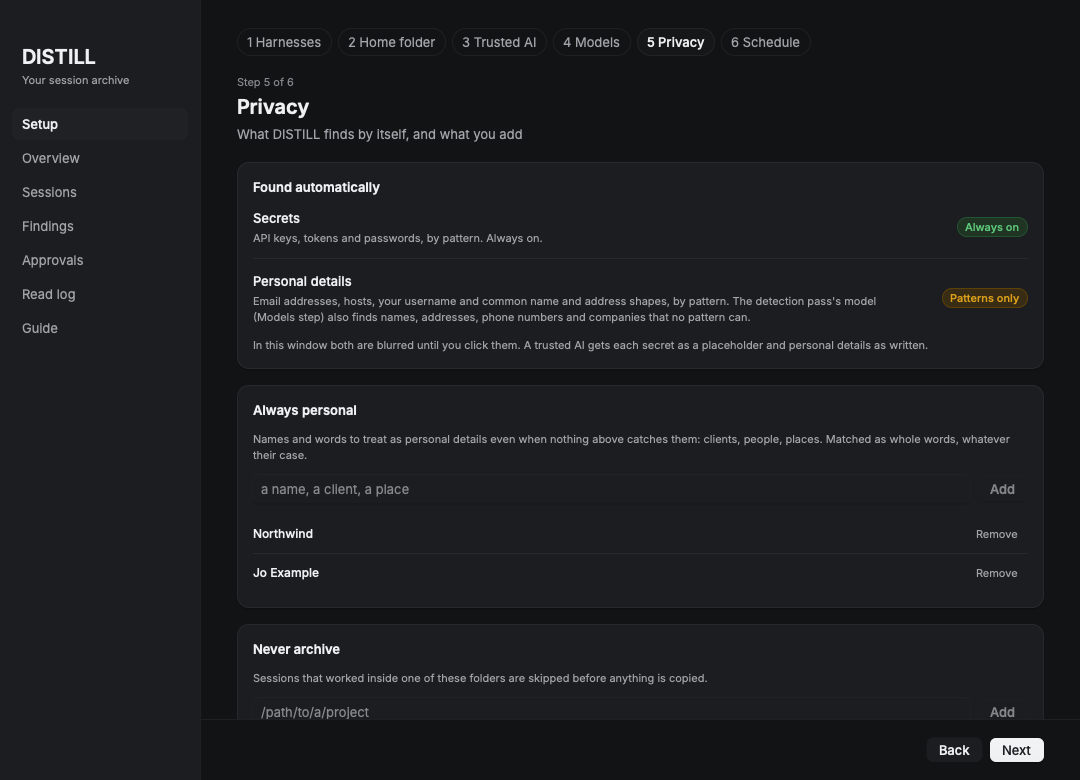 DISTILL
Your session archive
Setup
Overview
Sessions
Findings
Approvals
Read log
Guide
1 Harnesses
2 Home folder
3 Trusted AI
4 Models
5 Privacy
6 Schedule
Step 5 of 6
Privacy
What DISTILL finds by itself, and what you add
Found automatically
Secrets
API keys, tokens and passwords, by pattern. Always on.
Always on
Personal details
Email addresses, hosts, your username and common name and address shapes, by pattern. The detection pass's model
(Models step) also finds names, addresses, phone numbers and companies that no pattern can.
Patterns only
In this window both are blurred until you click them. A trusted AI gets each secret as a placeholder and personal details as written.
Always personal
Names and words to treat as personal details even when nothing above catches them: clients, people, places. Matched as whole words, whatever
their case.
a name, a client, a place
Add
Northwind
Remove
Jo Example
Remove
Never archive
Sessions that worked inside one of these folders are skipped before anything is copied.
/path/to/a/project
Add
Back
Next